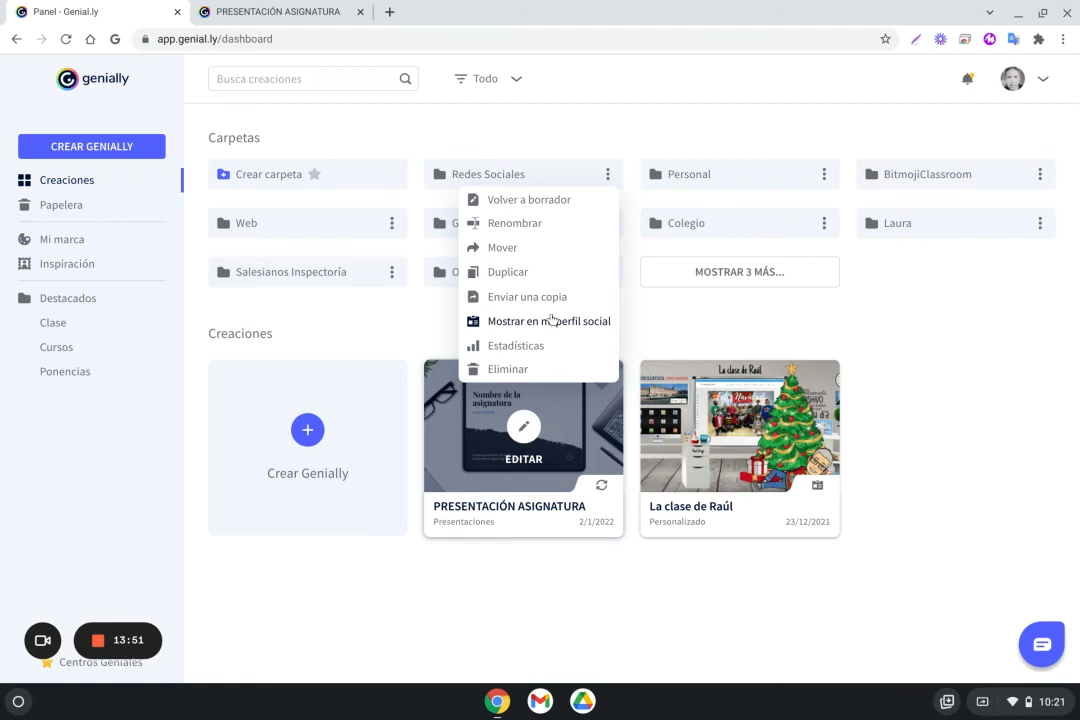 Panel - Genial.ly
PRESENTACIÓN ASIGNATURA
app.genial.ly/dashboard
genially
Busca creaciones
Todo
CREAR GENIALLY
Creaciones
Papelera
Mi marca
Inspiración
Destacados
Clase
Cursos
Ponencias
Carpetas
Crear carpeta
Redes Sociales
Personal
BitmojiClassroom
Web
G
Colegio
Laura
Salesianos Inspectoría
O
MOSTRAR 3 MÁS...
Volver a borrador
Renombrar
Mover
Duplicar
Enviar una copia
Mostrar en mi perfil social
Estadísticas
Eliminar
Creaciones
Crear Genially
Nombre de la
asignatura
EDITAR
PRESENTACIÓN ASIGNATURA
Presentaciones
2/1/2022
La clase de Raúl
La clase de Raúl
Personalizado
23/12/2021
13:51
Centros Geniales
10:21